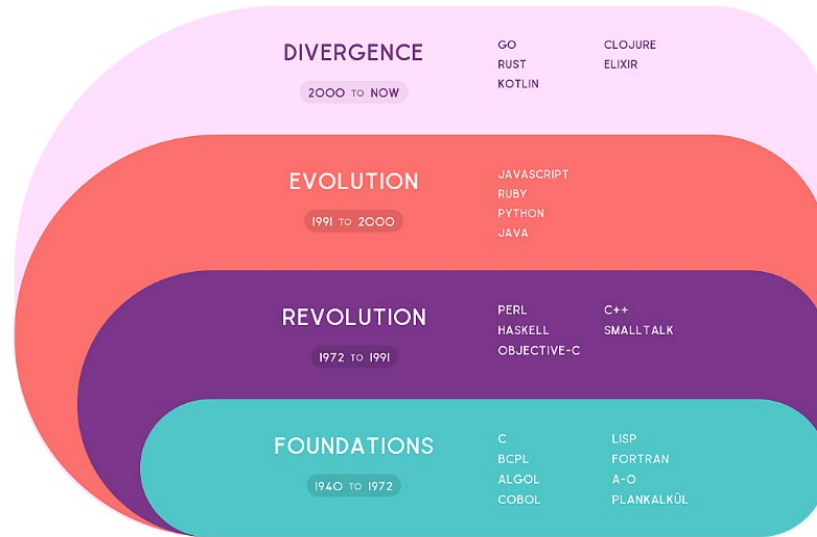 DIVERGENCE
2000 TO NOW
GO
RUST
KOTLIN
CLOJURE
ELIXIR
EVOLUTION
1991 TO 2000
JAVASCRIPT
RUBY
PYTHON
JAVA
REVOLUTION
1972 TO 1991
PERL
HASKELL
OBJECTIVE-C
C++
SMALLTALK
FOUNDATIONS
1940 TO 1972
C
BCPL
ALGOL
COBOL
LISP
FORTRAN
A-O
PLANKALKÜL